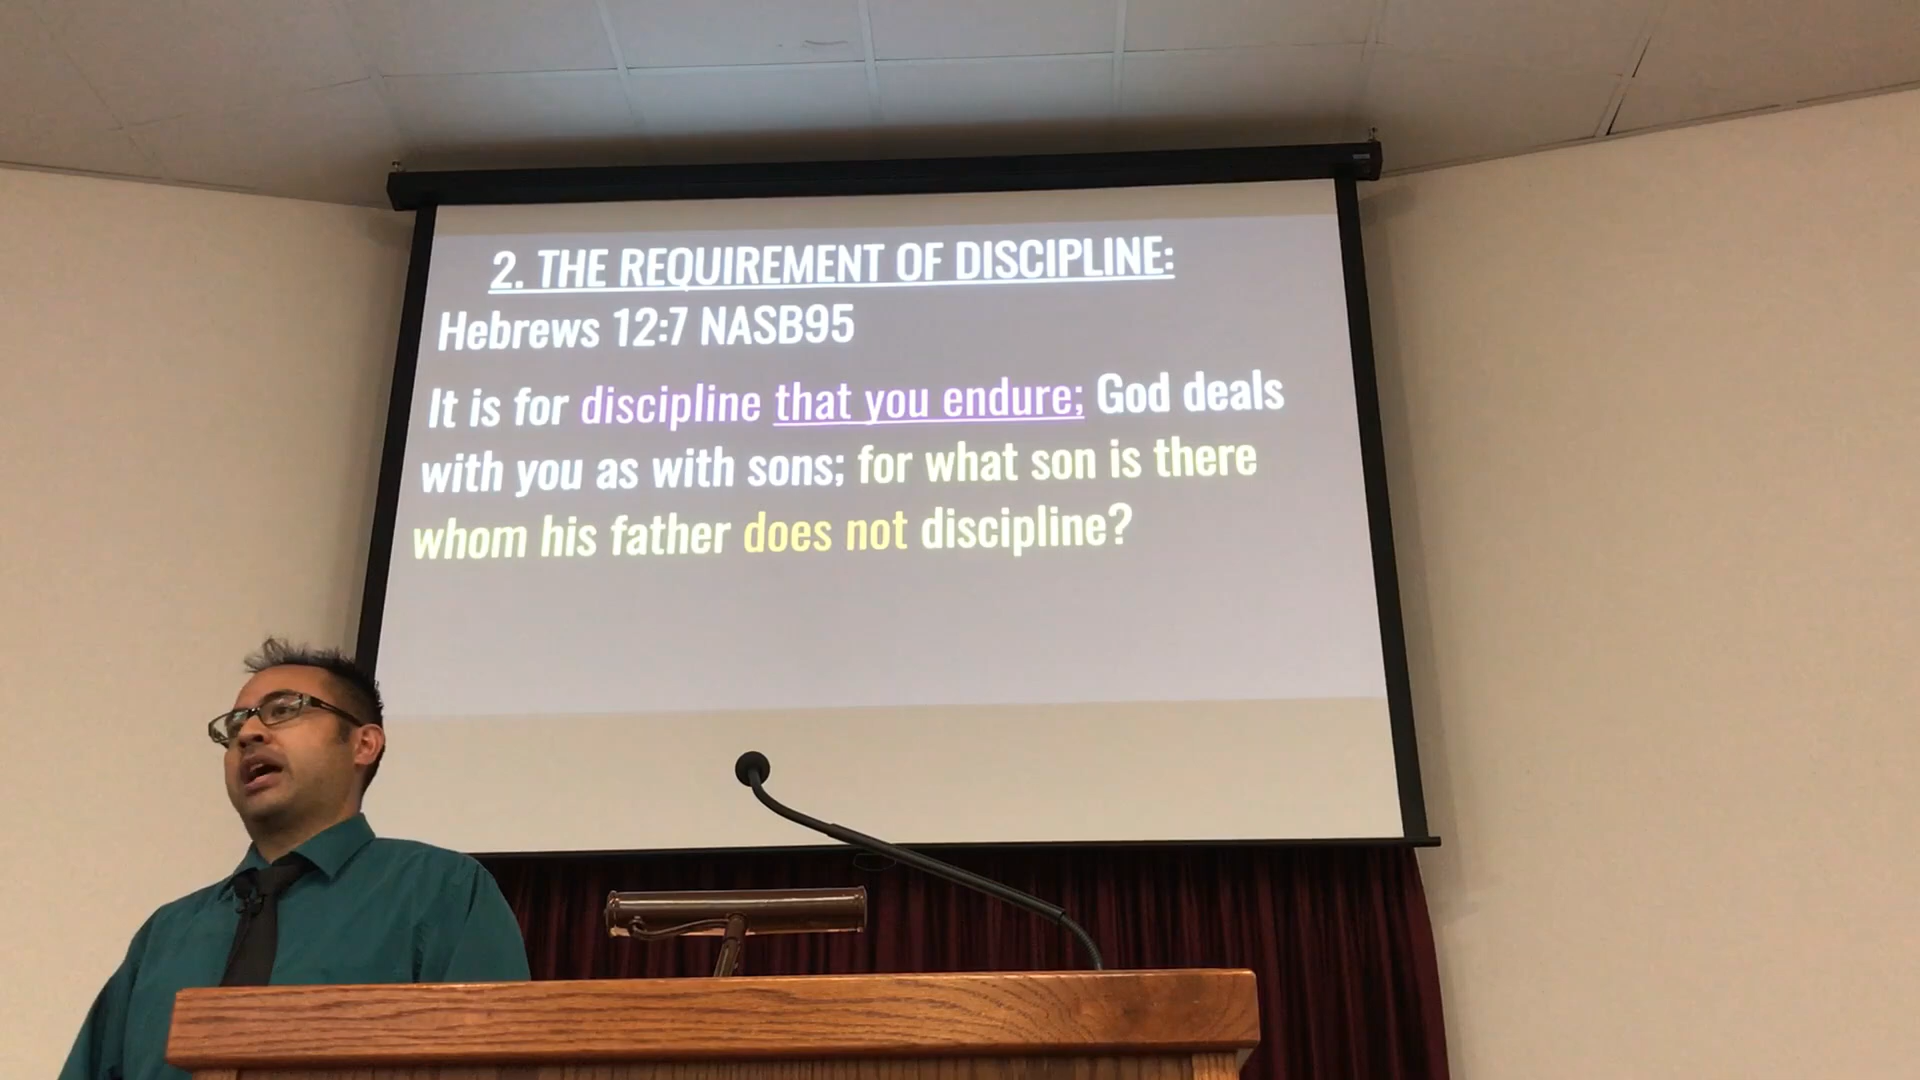 2. THE REQUIREMENT OF DISCIPLINE:
Hebrews 12:7 NASB95
It is for discipline that you endure; God deals
with you as with sons; for what son is there
whom his father does not discipline?